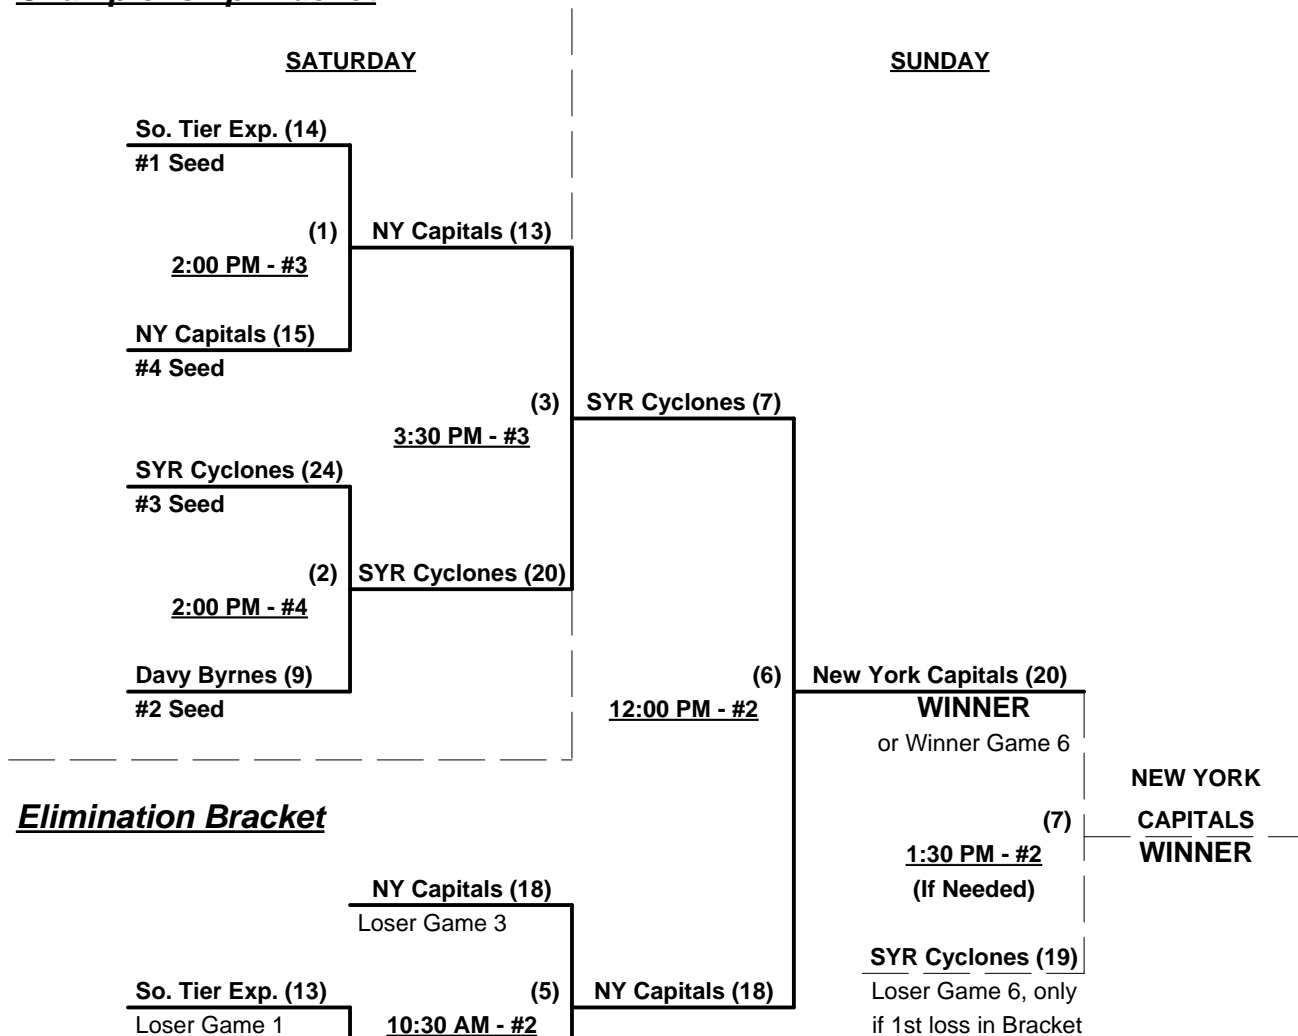 SATURDAY
SUNDAY
So. Tier Exp. (14)
#1 Seed
(1)
NY Capitals (13)
2:00 PM - #3
NY Capitals (15)
#4 Seed
(3)
SYR Cyclones (7)
3:30 PM - #3
SYR Cyclones (24)
#3 Seed
(2)
SYR Cyclones (20)
2:00 PM - #4
Davy Byrnes (9)
#2 Seed
(6)
New York Capitals (20)
12:00 PM - #2
WINNER
or Winner Game 6
NEW YORK
Elimination Bracket
(7)
CAPITALS
1:30 PM - #2
WINNER
(If Needed)
NY Capitals (18)
Loser Game 3
SYR Cyclones (19)
So. Tier Exp. (13)
(5)
NY Capitals (18)
Loser Game 6, only
Loser Game 1
10:30 AM - #2
if 1st loss in Bracket